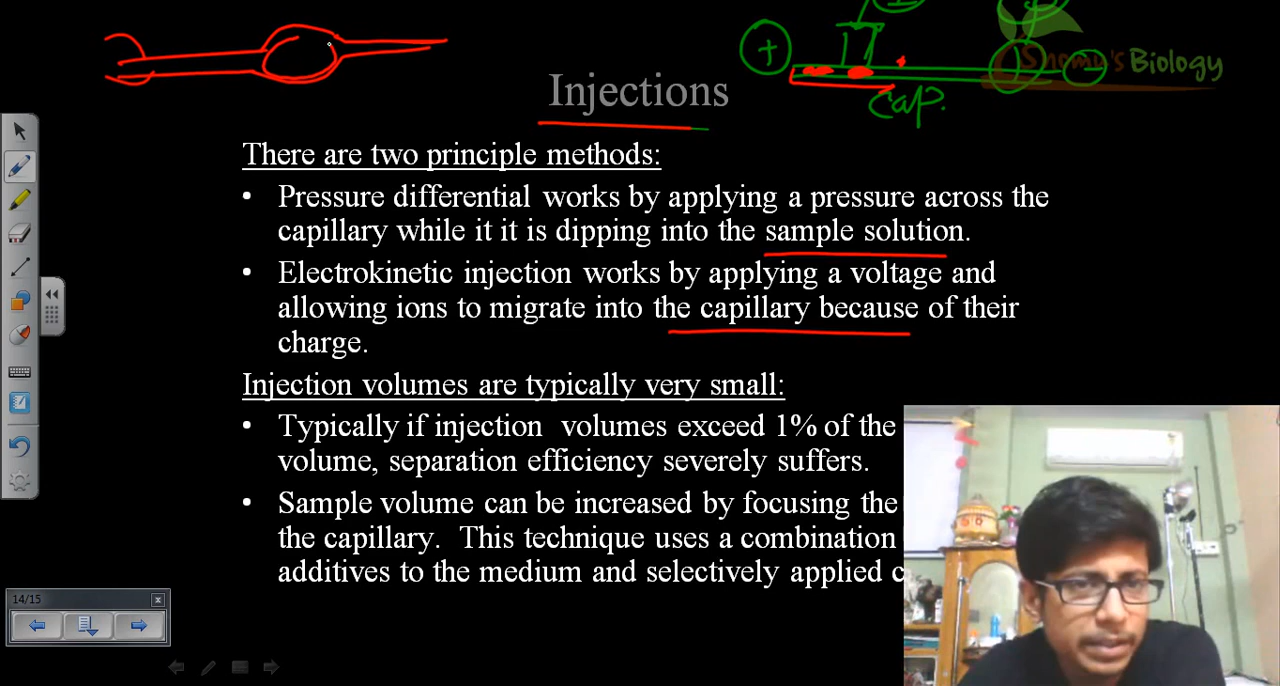 Shomu's Biology
+
−
cap.
Injections
There are two principle methods:
• Pressure differential works by applying a pressure across the
capillary while it it is dipping into the sample solution.
• Electrokinetic injection works by applying a voltage and
allowing ions to migrate into the capillary because of their
charge.
Injection volumes are typically very small:
• Typically if injection volumes exceed 1% of the
volume, separation efficiency severely suffers.
• Sample volume can be increased by focusing the
the capillary. This technique uses a combination
additives to the medium and selectively applied
14/15